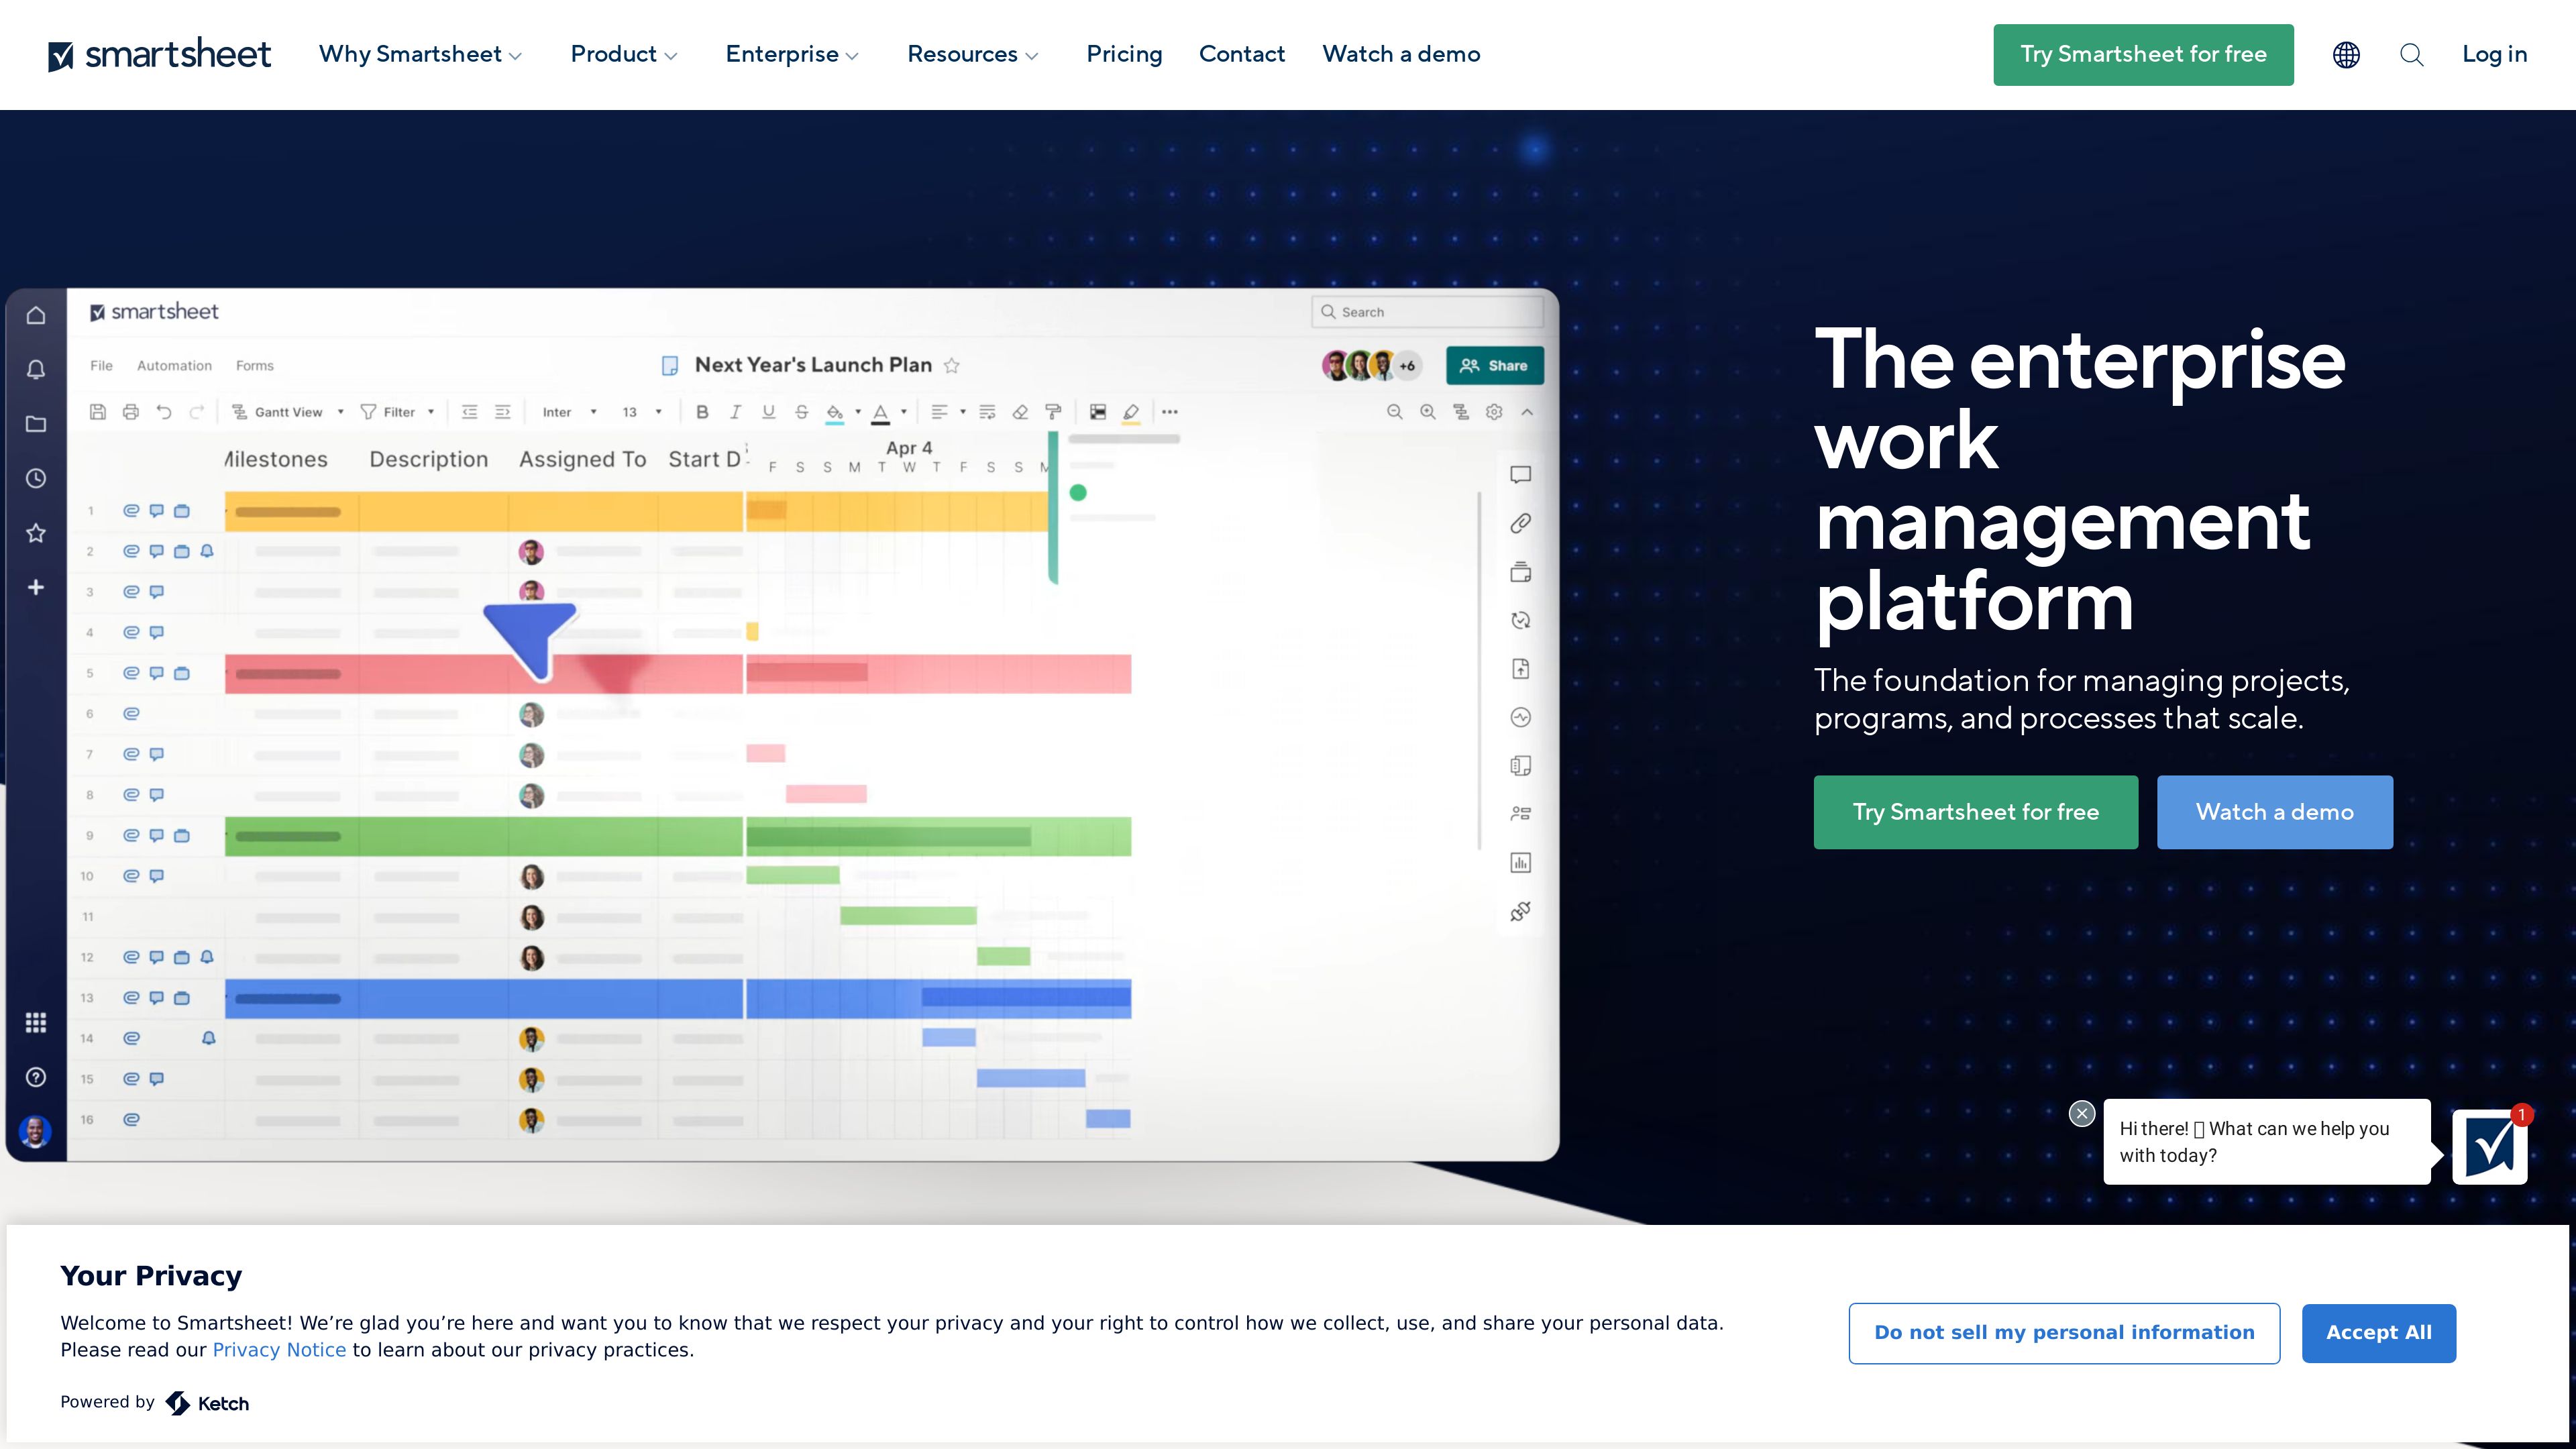 smartsheet
Why Smartsheet
Product
Enterprise
Resources
Pricing
Contact
Watch a demo
Try Smartsheet for free
Log in
smartsheet
Search
File
Automation
Forms
Next Year's Launch Plan
+6
Share
Gantt View
Filter
Inter
13
B
I
U
S
A
Apr 4
Milestones
Description
Assigned To
Start D
F S S M T W T F S S M
1
2
3
4
5
6
7
8
9
10
11
12
13
14
15
16
The enterprise
work
management
platform
The foundation for managing projects,
programs, and processes that scale.
Try Smartsheet for free
Watch a demo
Hi there! What can we help you
with today?
1
Your Privacy
Welcome to Smartsheet! We’re glad you’re here and want you to know that we respect your privacy and your right to control how we collect, use, and share your personal data.
Please read our Privacy Notice to learn about our privacy practices.
Do not sell my personal information
Accept All
Powered by Ketch